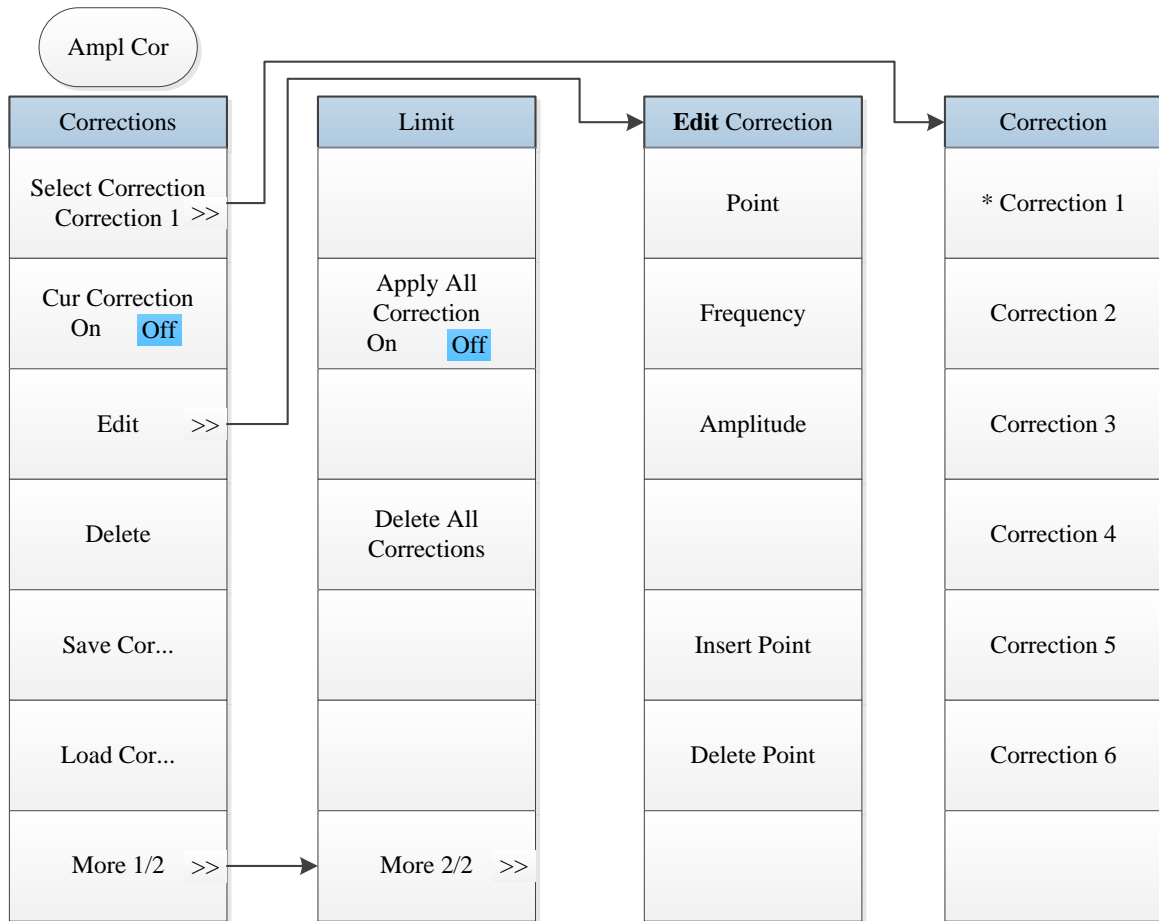 Ampl Cor
Corrections
Select Correction
Correction 1 >>
Cur Correction
On Off
Edit >>
Delete
Save Cor...
Load Cor...
More 1/2 >>
Limit
Apply All
Correction
On Off
Delete All
Corrections
More 2/2 >>
Edit Correction
Point
Frequency
Amplitude
Insert Point
Delete Point
Correction
* Correction 1
Correction 2
Correction 3
Correction 4
Correction 5
Correction 6